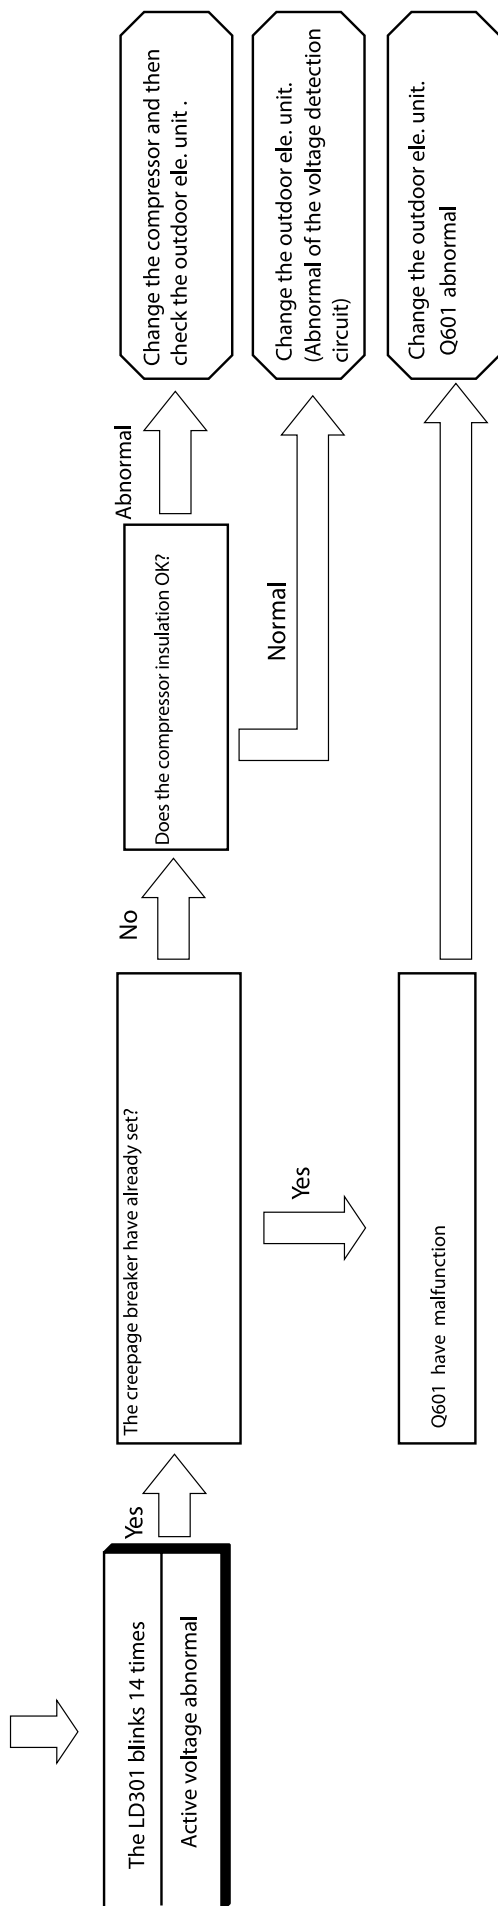 The LD301 blinks 14 times
Active voltage abnormal
Yes
The creepage breaker have already set?
No
Does the compressor insulation OK?
Abnormal
Change the compressor and then
check the outdoor ele. unit .
Normal
Change the outdoor ele. unit.
(Abnormal of the voltage detection
circuit)
Yes
Q601 have malfunction
Change the outdoor ele. unit.
Q601 abnormal